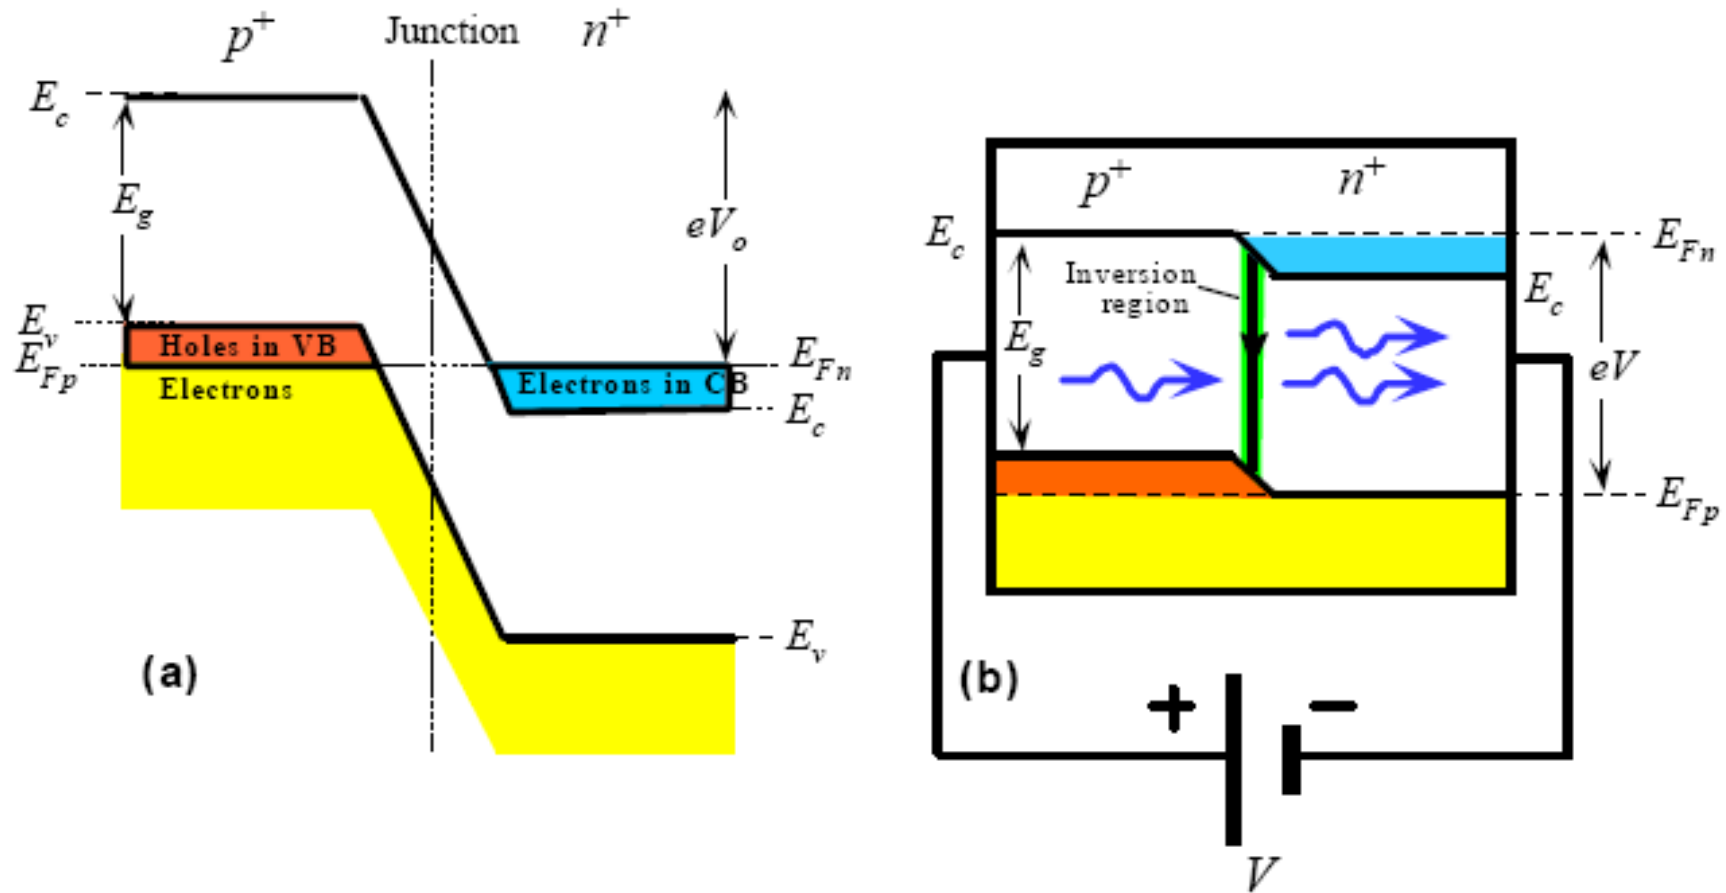 p+ Junction n+
Ec
Eg
eVo
Ev
Holes in VB
EFp
EFn
Electrons
Electrons in CB
Ec
Ev
(a)
p+ n+
Ec
EFn
Inversion
region
Ec
Eg
eV
EFp
(b)
+ −
V